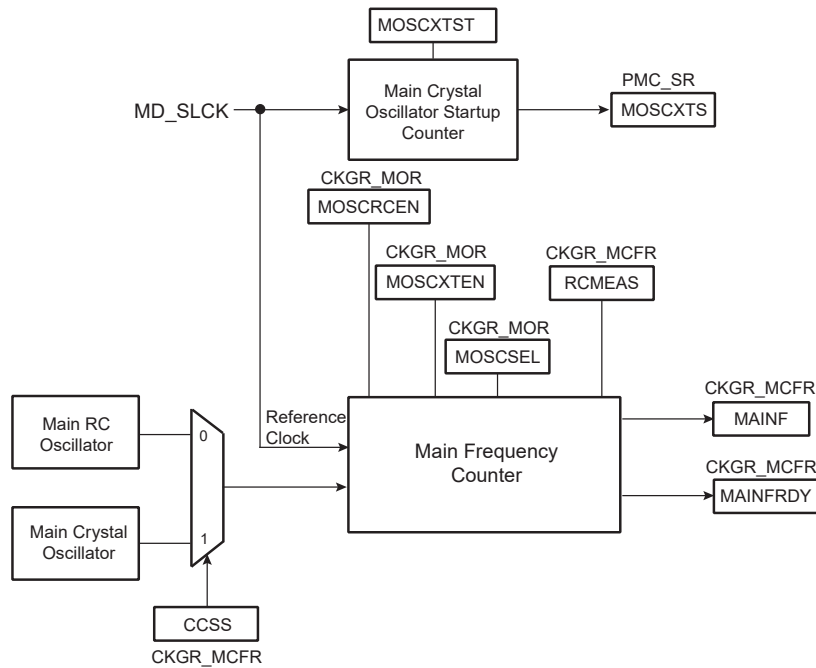 MOSCXTST
Main Crystal
Oscillator Startup
Counter
PMC_SR
MOSCXTS
MD_SLCK
CKGR_MOR
MOSCRCEN
CKGR_MOR
MOSCXTEN
CKGR_MCFR
RCMEAS
CKGR_MOR
MOSCSEL
Main RC
Oscillator
0
Reference
Clock
Main Frequency
Counter
CKGR_MCFR
MAINF
CKGR_MCFR
MAINFRDY
Main Crystal
Oscillator
1
CCSS
CKGR_MCFR